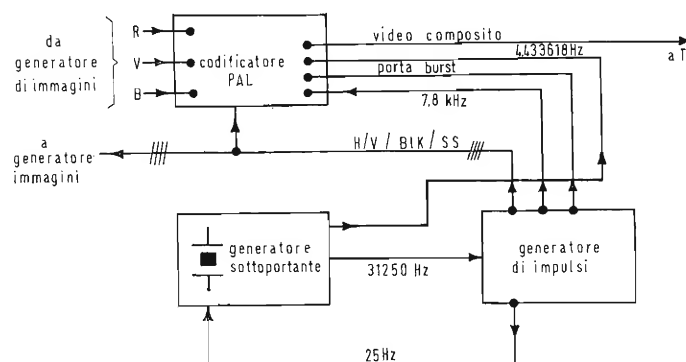 da
generatore
di immagini
R
V
B
codificatore
PAL
video composito
4,433618Hz
a T
porta burst
7,8 kHz
H/V / BLK / SS
a
generatore
immagini
generatore
sottoportante
31250 Hz
generatore
di impulsi
25Hz